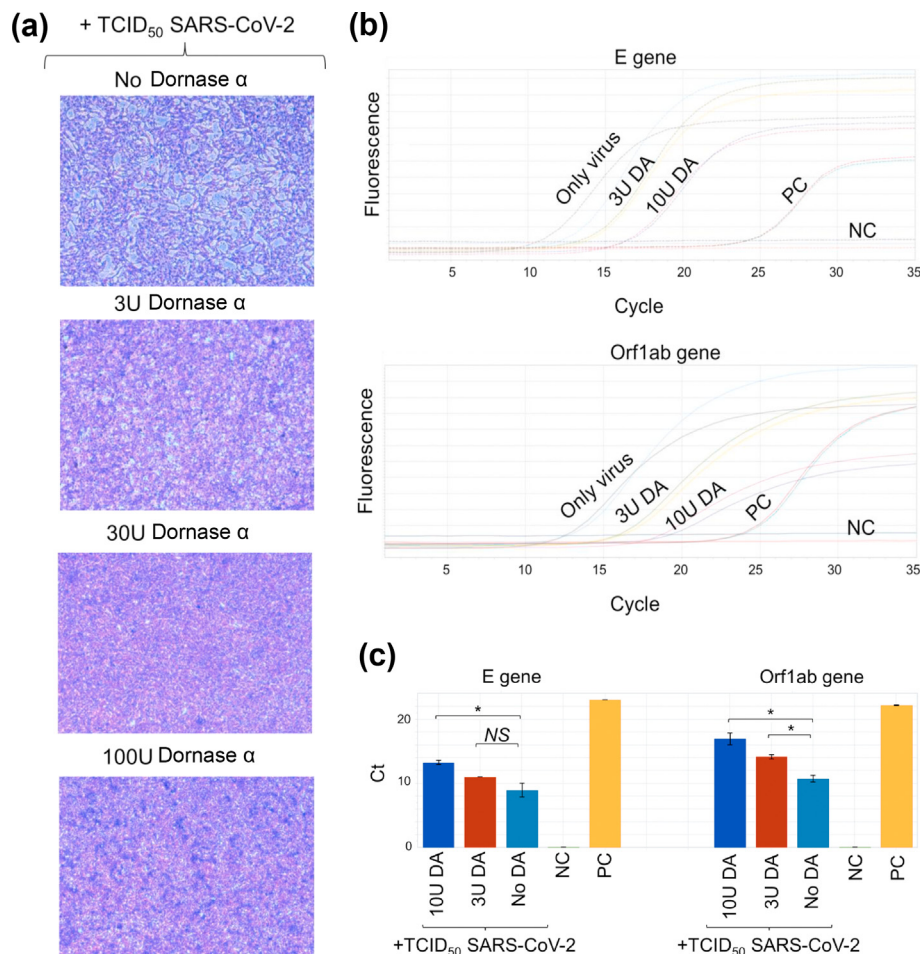 (a)
+ TCID₅₀ SARS-CoV-2
No Dornase α
3U Dornase α
30U Dornase α
100U Dornase α
(b)
E gene
Fluorescence
Only virus
3U DA
10U DA
PC
NC
5 10 15 20 25 30 35
Cycle
Orf1ab gene
Fluorescence
Only virus
3U DA
10U DA
PC
NC
5 10 15 20 25 30 35
Cycle
(c)
E gene
Ct
20
10
0
*
NS
10U DA
3U DA
No DA
NC
PC
+TCID₅₀ SARS-CoV-2
Orf1ab gene
*
*
10U DA
3U DA
No DA
NC
PC
+TCID₅₀ SARS-CoV-2